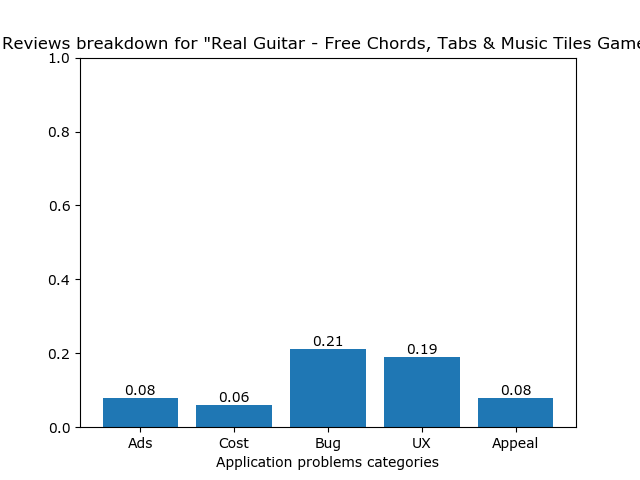 Reviews breakdown for "Real Guitar - Free Chords, Tabs & Music Tiles Game
1.0
0.8
0.6
0.4
0.2
0.0
0.08
0.06
0.21
0.19
0.08
Ads
Cost
Bug
UX
Appeal
Application problems categories